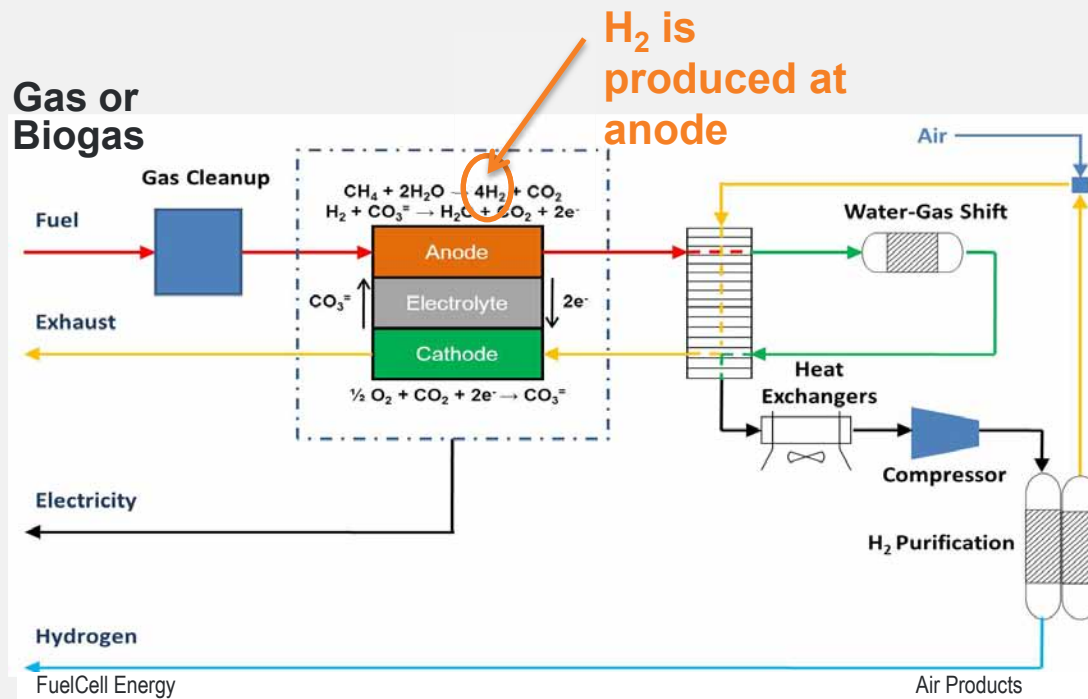 H₂ is
produced at
anode
Gas or
Biogas
Air
Gas Cleanup
CH₄ + 2H₂O → 4H₂ + CO₂
H₂ + CO₃⁼ → H₂O + CO₂ + 2e⁻
Water-Gas Shift
Fuel
Anode
CO₃⁼
Electrolyte
2e⁻
Exhaust
Cathode
½ O₂ + CO₂ + 2e⁻ → CO₃⁼
Heat
Exchangers
Compressor
Electricity
H₂ Purification
Hydrogen
FuelCell Energy
Air Products